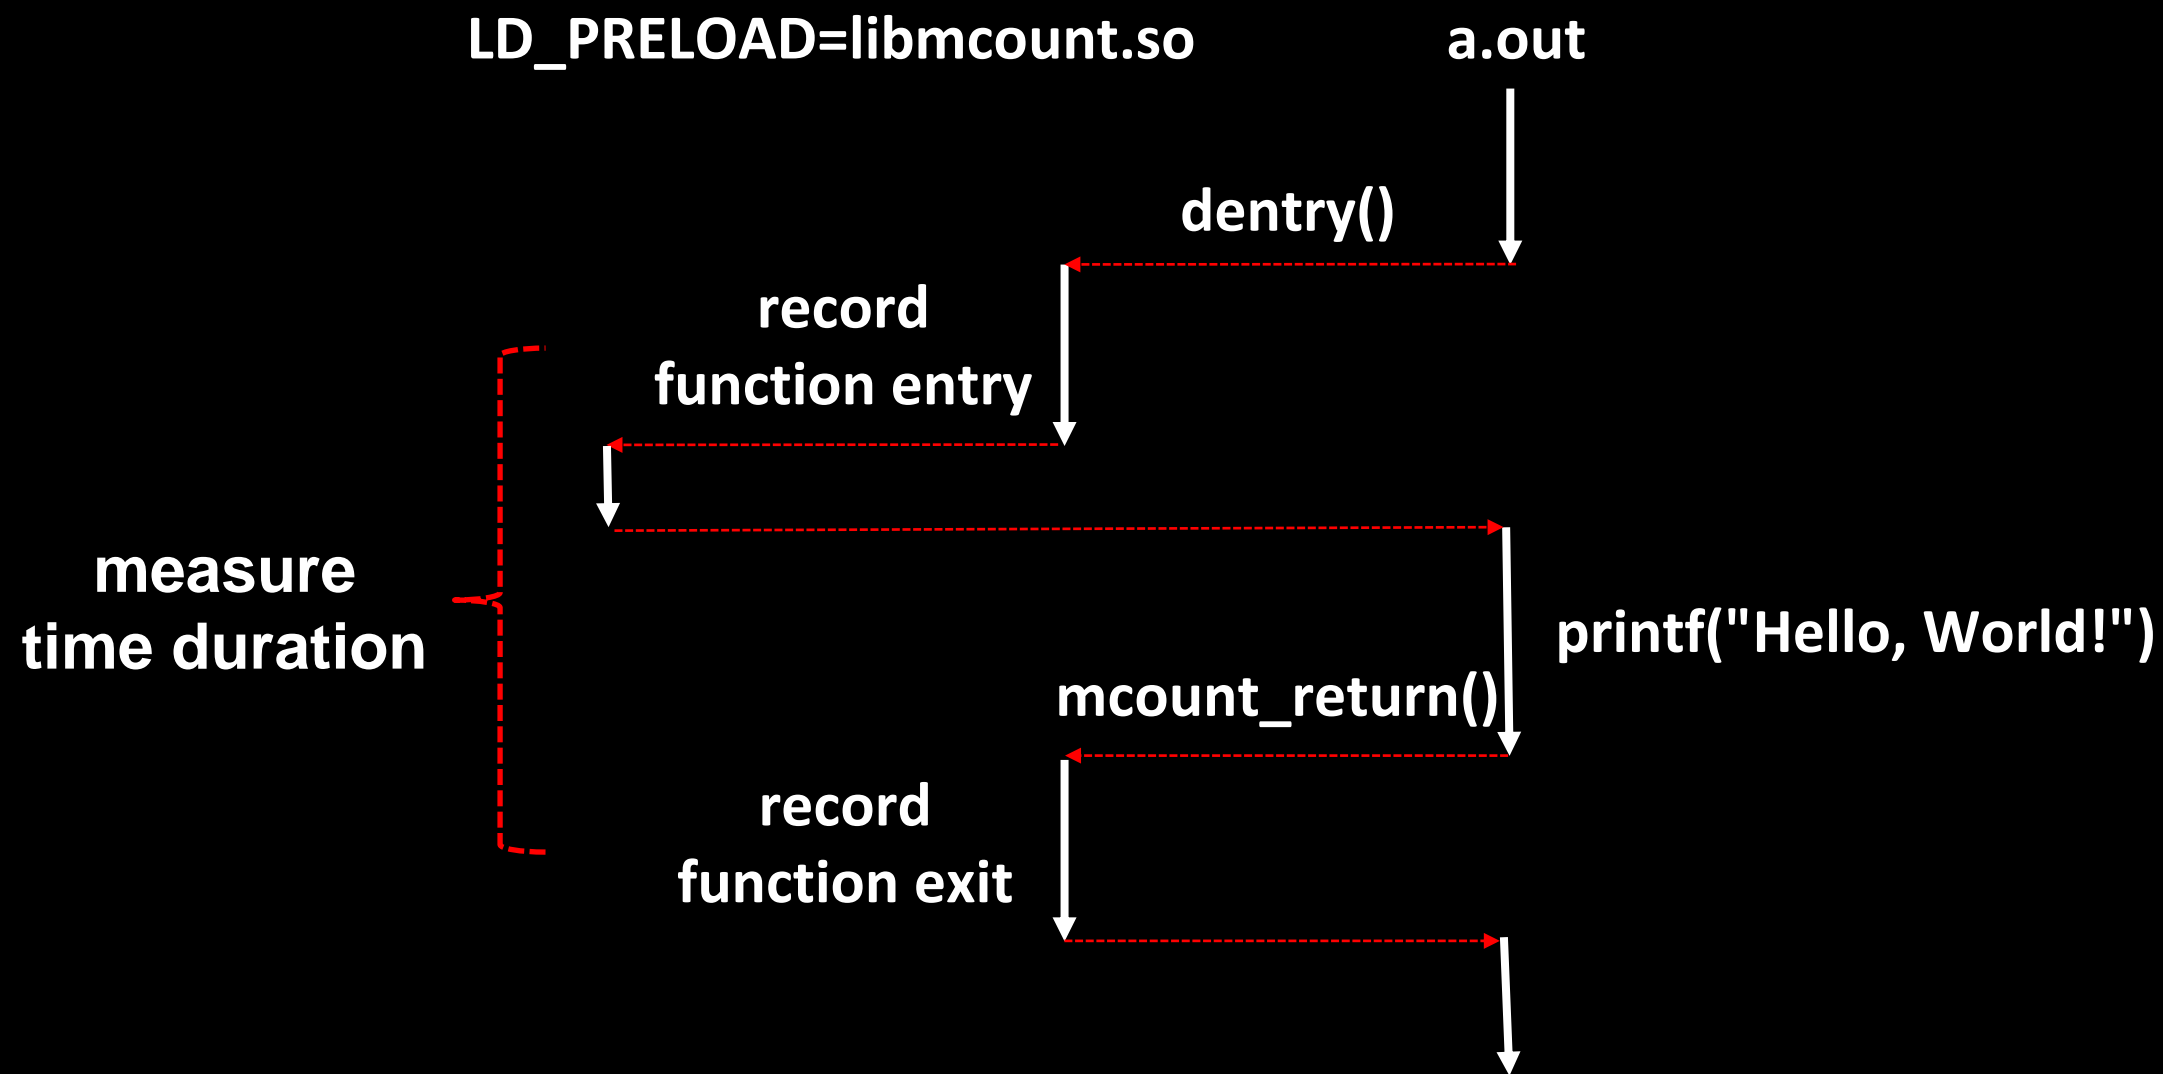 LD_PRELOAD=libmcount.so
a.out
dentry()
record
function entry
measure
time duration
printf("Hello, World!")
mcount_return()
record
function exit